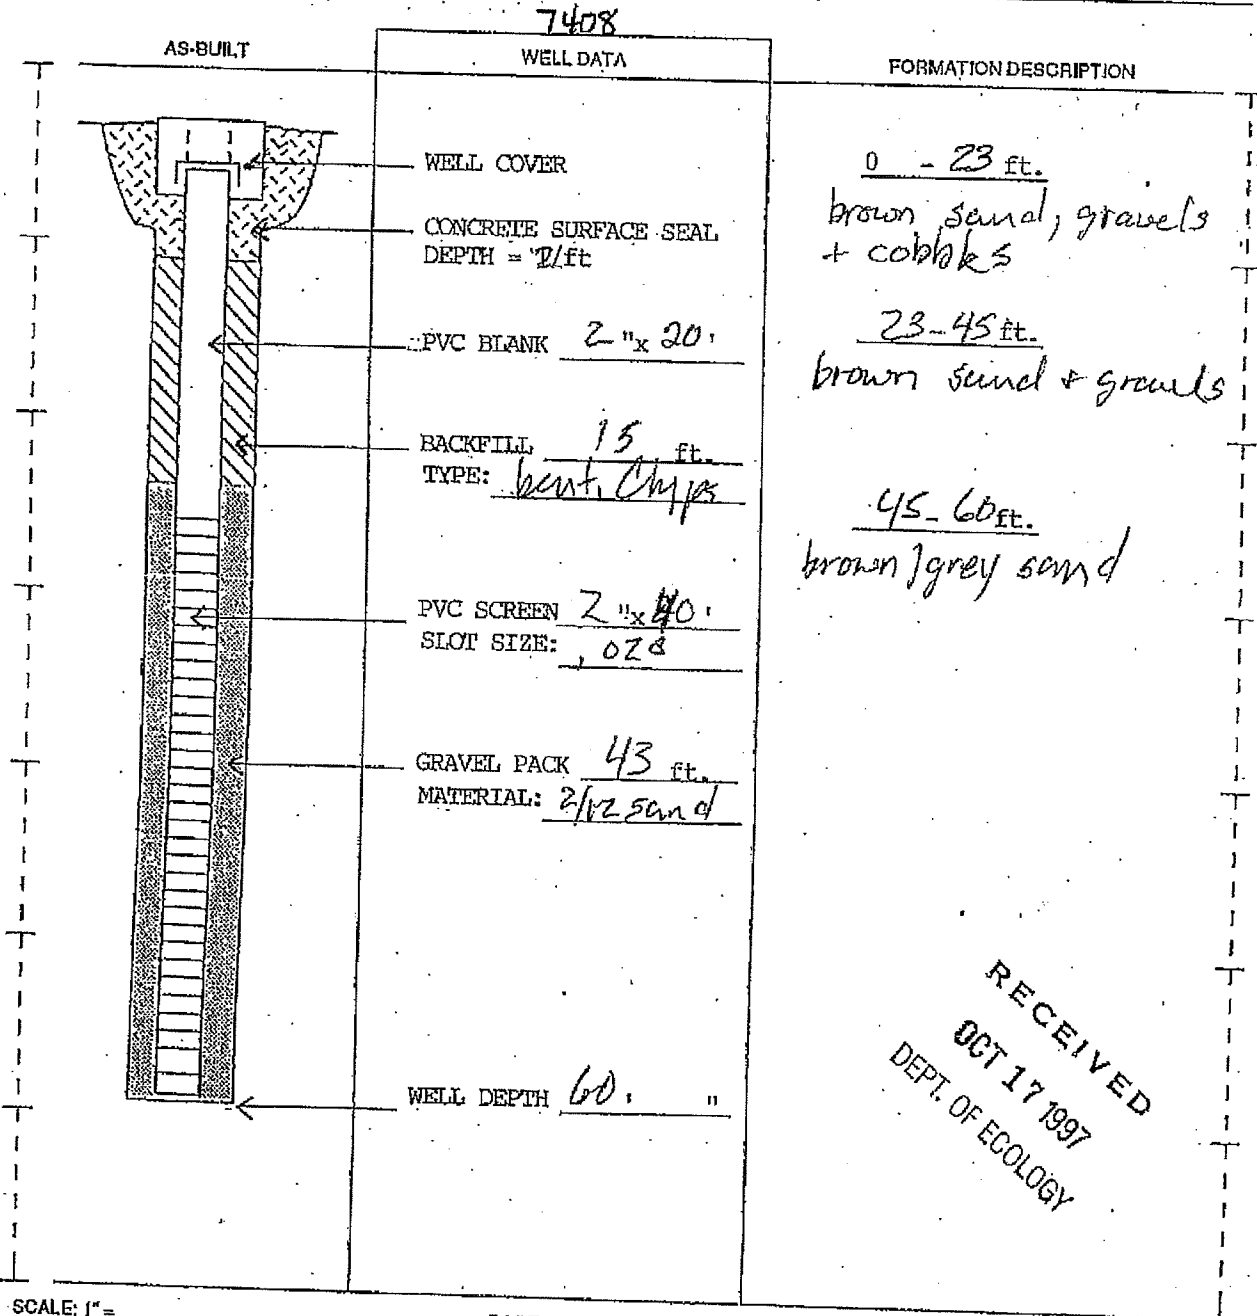 7408
AS-BUILT
WELL DATA
FORMATION DESCRIPTION
WELL COVER
CONCRETE SURFACE SEAL
DEPTH = /ft
PVC BLANK 2 "x 20'
BACKFILL 15 ft.
TYPE: bent. Chyps
PVC SCREEN 2 "x 40'
SLOT SIZE: .020
GRAVEL PACK 43 ft.
MATERIAL: 2/12 sand
WELL DEPTH 60' "
0 - 23 ft.
brown sand, gravels
+ cobbles
23-45 ft.
brown sand + gravels
45-60 ft.
brown/grey sand
RECEIVED
OCT 17 1997
DEPT. OF ECOLOGY
SCALE: 1" =